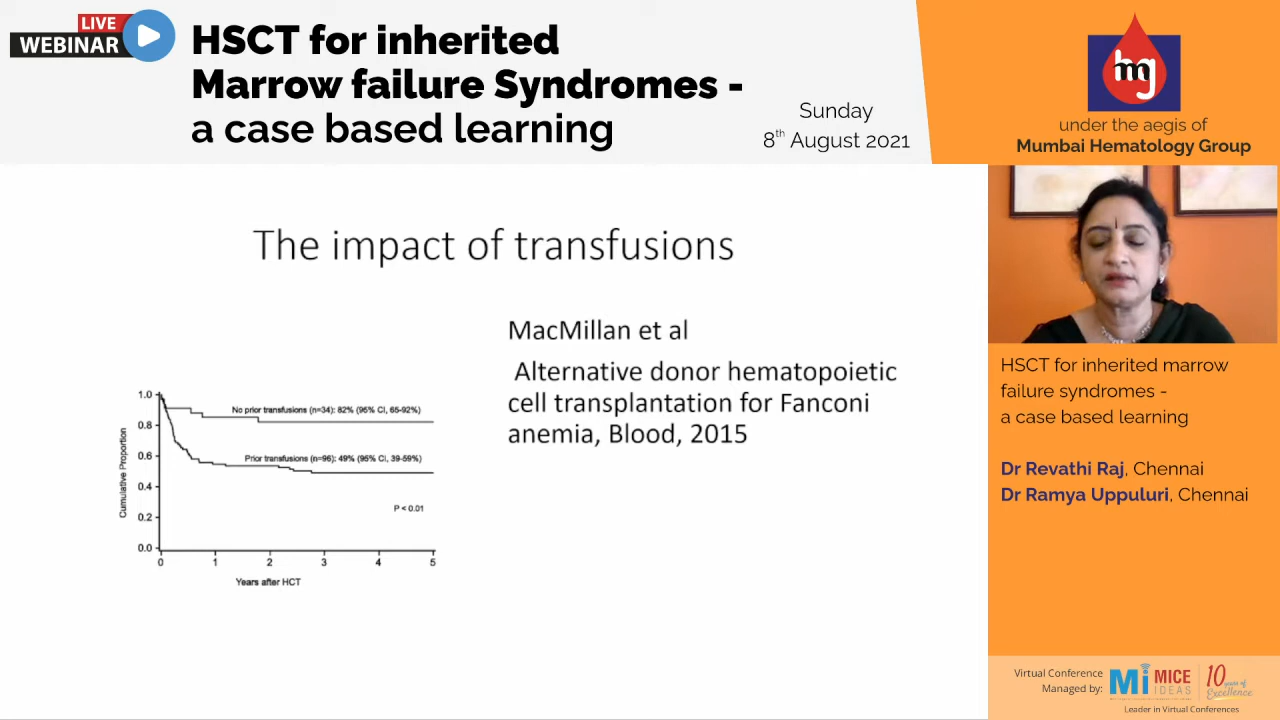 LIVE
WEBINAR
HSCT for inherited
Marrow failure Syndromes -
a case based learning
Sunday
8th August 2021
hmg
under the aegis of
Mumbai Hematology Group
The impact of transfusions
MacMillan et al
Alternative donor hematopoietic
cell transplantation for Fanconi
anemia, Blood, 2015
Cumulative Proportion
1.0
0.8
0.6
0.4
0.2
0.0
No prior transfusions (n=34): 82% (95% CI, 65-92%)
Prior transfusions (n=96): 49% (95% CI, 39-59%)
P < 0.01
0 1 2 3 4 5
Years after HCT
HSCT for inherited marrow
failure syndromes -
a case based learning
Dr Revathi Raj, Chennai
Dr Ramya Uppuluri, Chennai
Virtual Conference
Managed by:
Mi MICE
IDEAS
10 years of
Excellence
Leader in Virtual Conferences